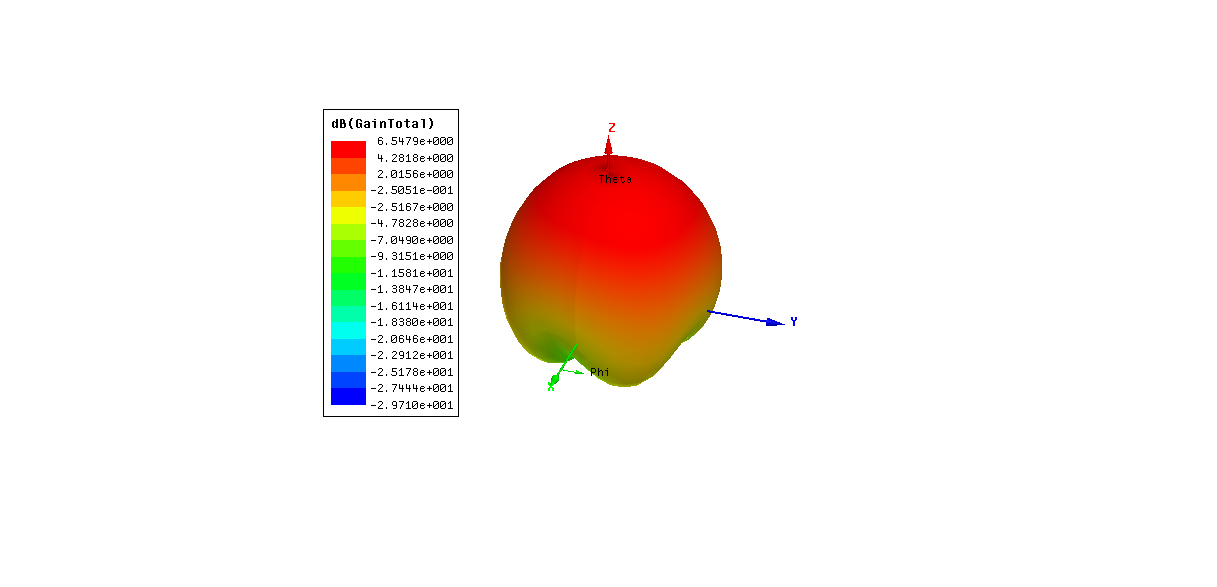 dB(GainTotal)
6.5479e+000
4.2818e+000
2.0156e+000
-2.5051e-001
-2.5167e+000
-4.7828e+000
-7.0490e+000
-9.3151e+000
-1.1581e+001
-1.3847e+001
-1.6114e+001
-1.8380e+001
-2.0646e+001
-2.2912e+001
-2.5178e+001
-2.7444e+001
-2.9710e+001
Z
Theta
Y
Phi
X